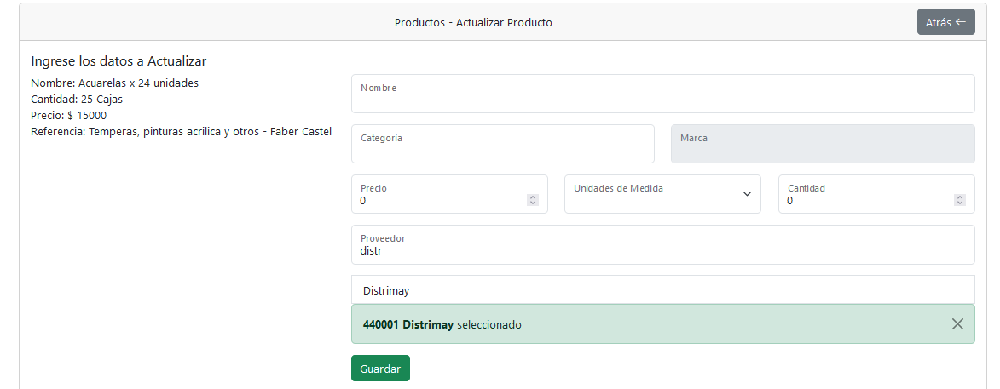 Productos - Actualizar Producto
Atrás ←
Ingrese los datos a Actualizar
Nombre: Acuarelas x 24 unidades
Cantidad: 25 Cajas
Precio: $ 15000
Referencia: Temperas, pinturas acrilica y otros - Faber Castel
Nombre
Categoría
Marca
Precio
0
Unidades de Medida
Cantidad
0
Proveedor
distr
Distrimay
440001 Distrimay seleccionado
Guardar